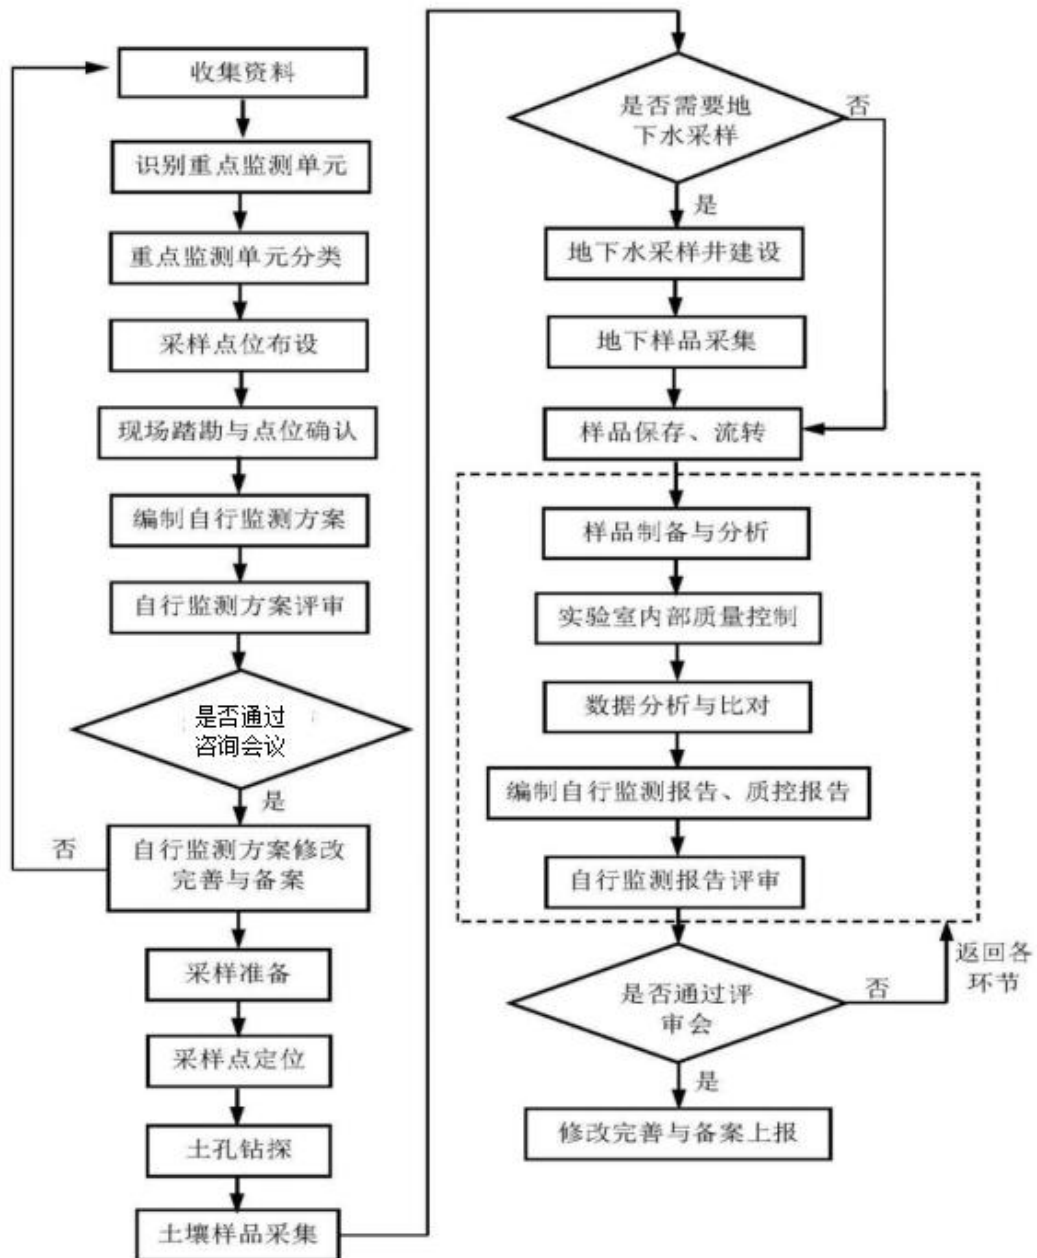 收集资料
识别重点监测单元
重点监测单元分类
采样点位布设
现场踏勘与点位确认
编制自行监测方案
自行监测方案评审
是否通过
咨询会议
是
否
自行监测方案修改
完善与备案
采样准备
采样点定位
土孔钻探
土壤样品采集
是否需要地
下水采样
否
是
地下水采样井建设
地下样品采集
样品保存、流转
样品制备与分析
实验室内部质量控制
数据分析与比对
编制自行监测报告、质控报告
自行监测报告评审
是否通过评
审会
否
返回各
环节
是
修改完善与备案上报